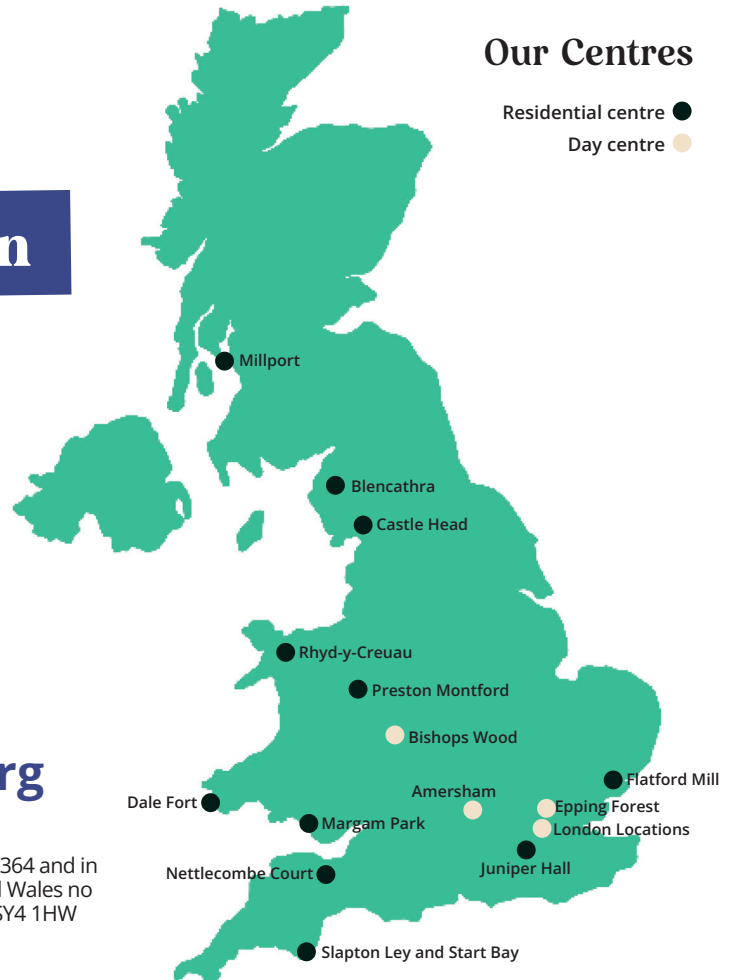 Our Centres
Residential centre
Day centre
n
Millport
Blencathra
Castle Head
Rhyd-y-Creuau
Preston Montford
Bishops Wood
rg
Flatford Mill
Amersham
Dale Fort
Epping Forest
Margam Park
London Locations
364 and in
Juniper Hall
Nettlecombe Court
Wales no
SY4 1HW
Slapton Ley and Start Bay